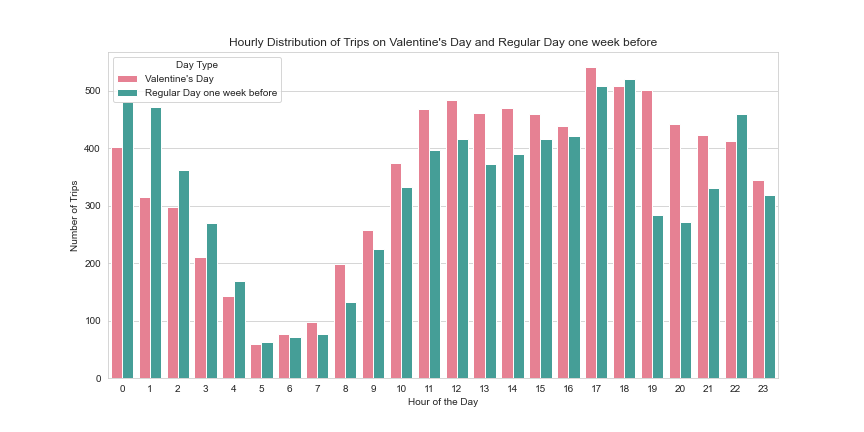 Hourly Distribution of Trips on Valentine's Day and Regular Day one week before
Day Type
Valentine's Day
Regular Day one week before
500
400
300
200
100
0
Number of Trips
0 1 2 3 4 5 6 7 8 9 10 11 12 13 14 15 16 17 18 19 20 21 22 23
Hour of the Day